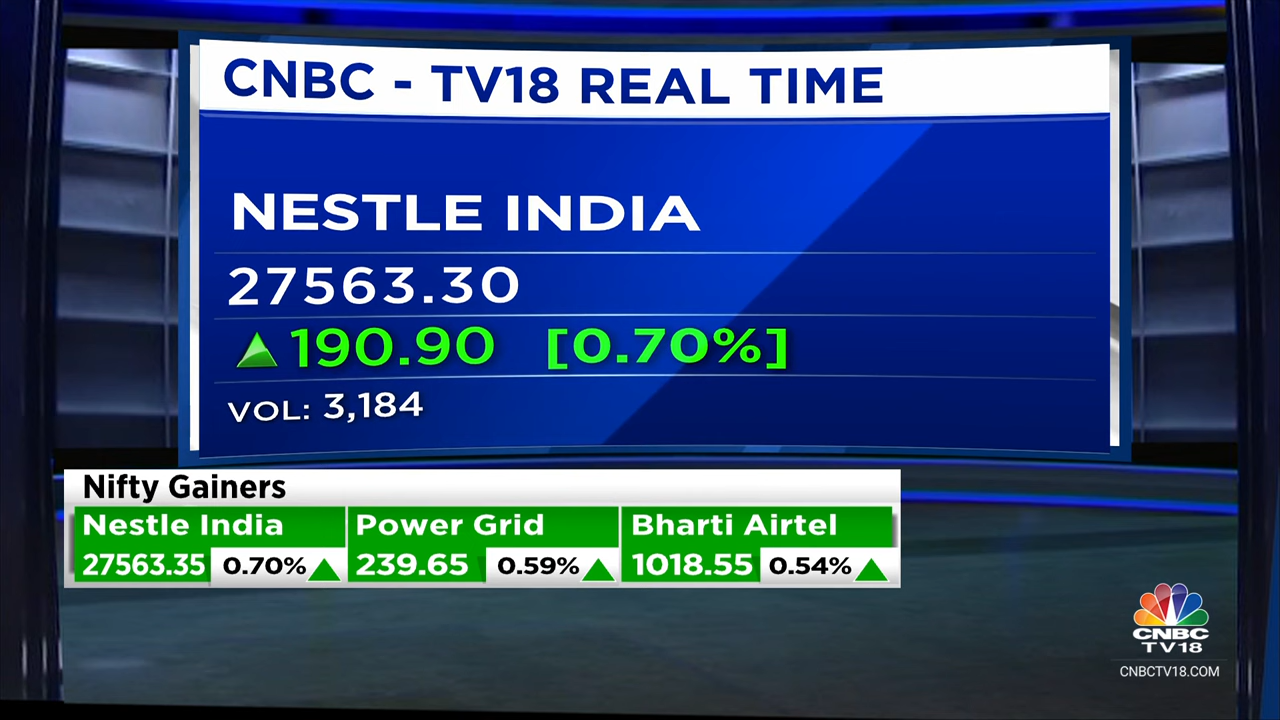 CNBC - TV18 REAL TIME
NESTLE INDIA
27563.30
▲ 190.90 [0.70%]
VOL: 3,184
Nifty Gainers
Nestle India
27563.35 0.70% ▲
Power Grid
239.65 0.59% ▲
Bharti Airtel
1018.55 0.54% ▲
CNBC
TV18
CNBCTV18.COM